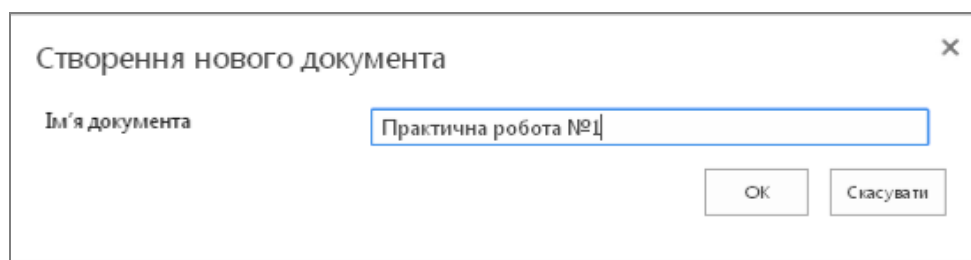 Створення нового документа
Ім’я документа
Практична робота №1
ОК
Скасувати